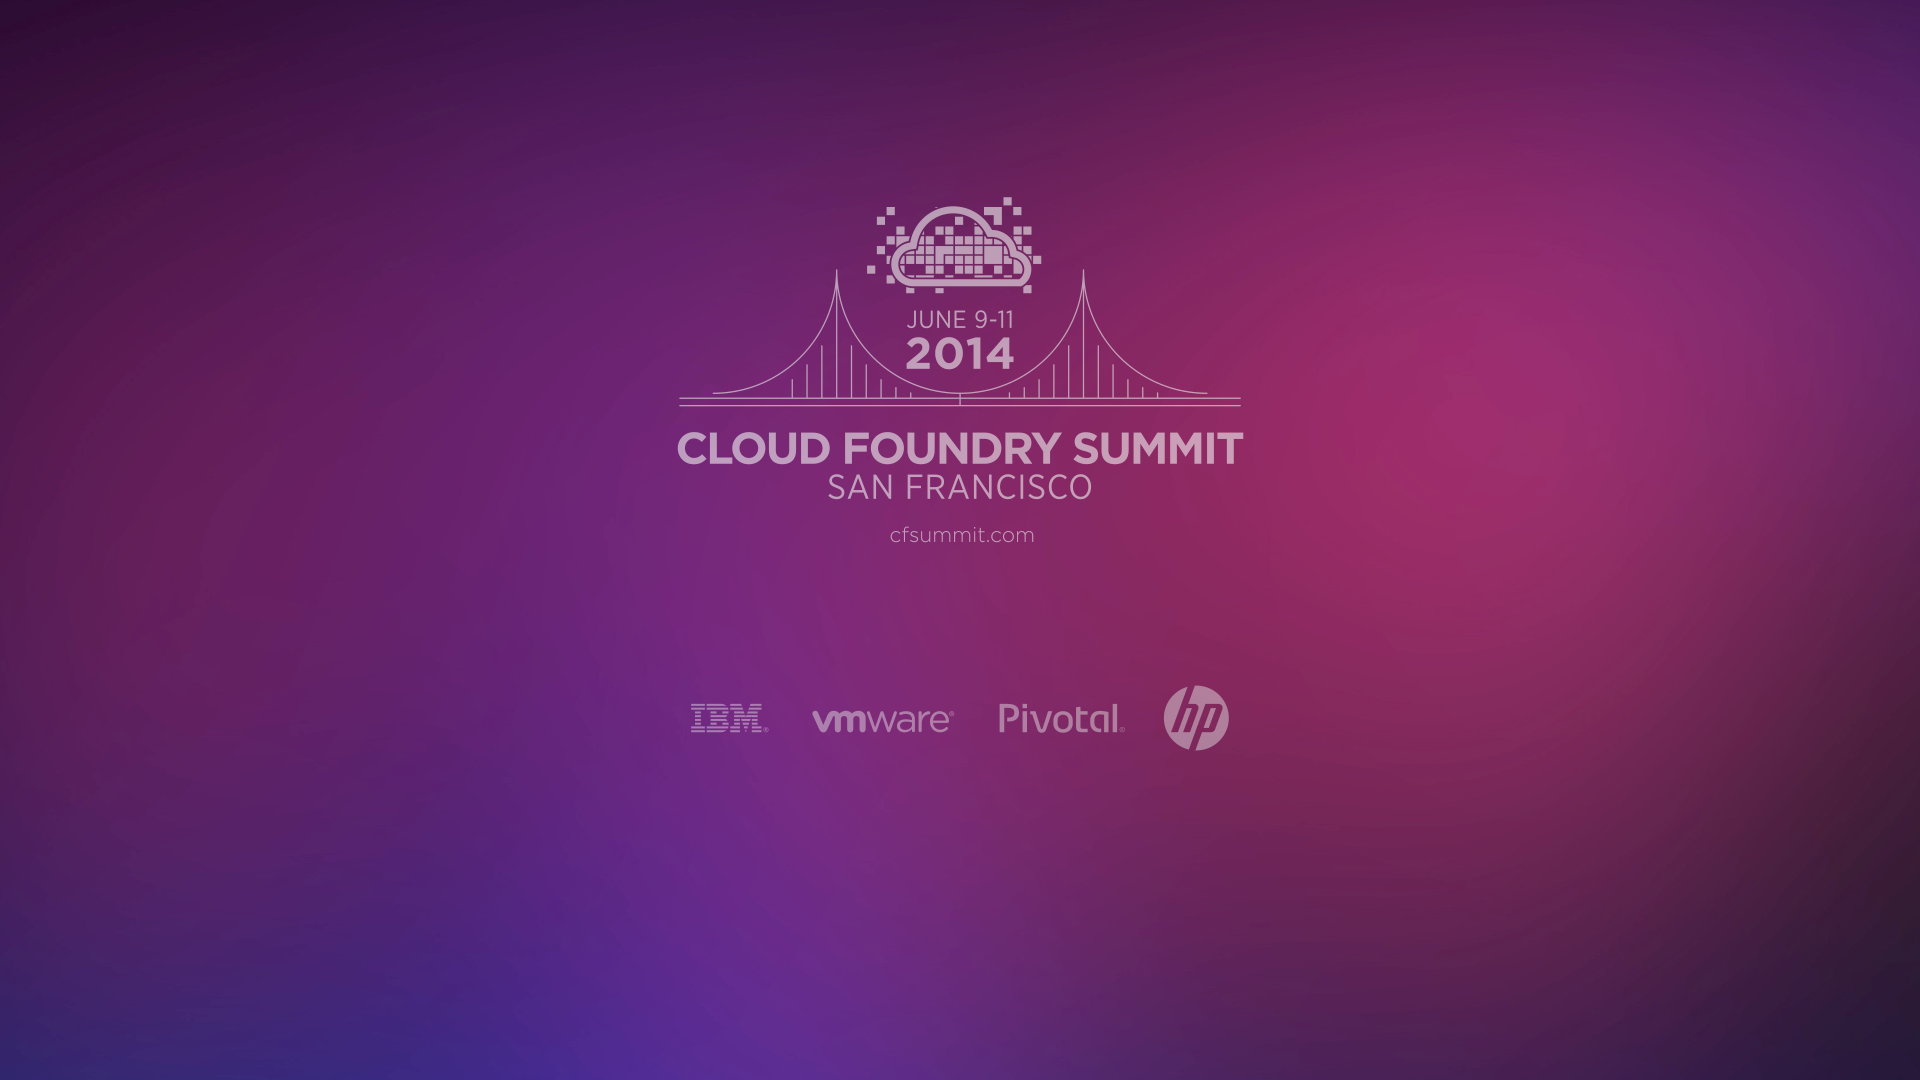 JUNE 9-11
2014
CLOUD FOUNDRY SUMMIT
SAN FRANCISCO
cfsummit.com
IBM® vmware® Pivotal® hp